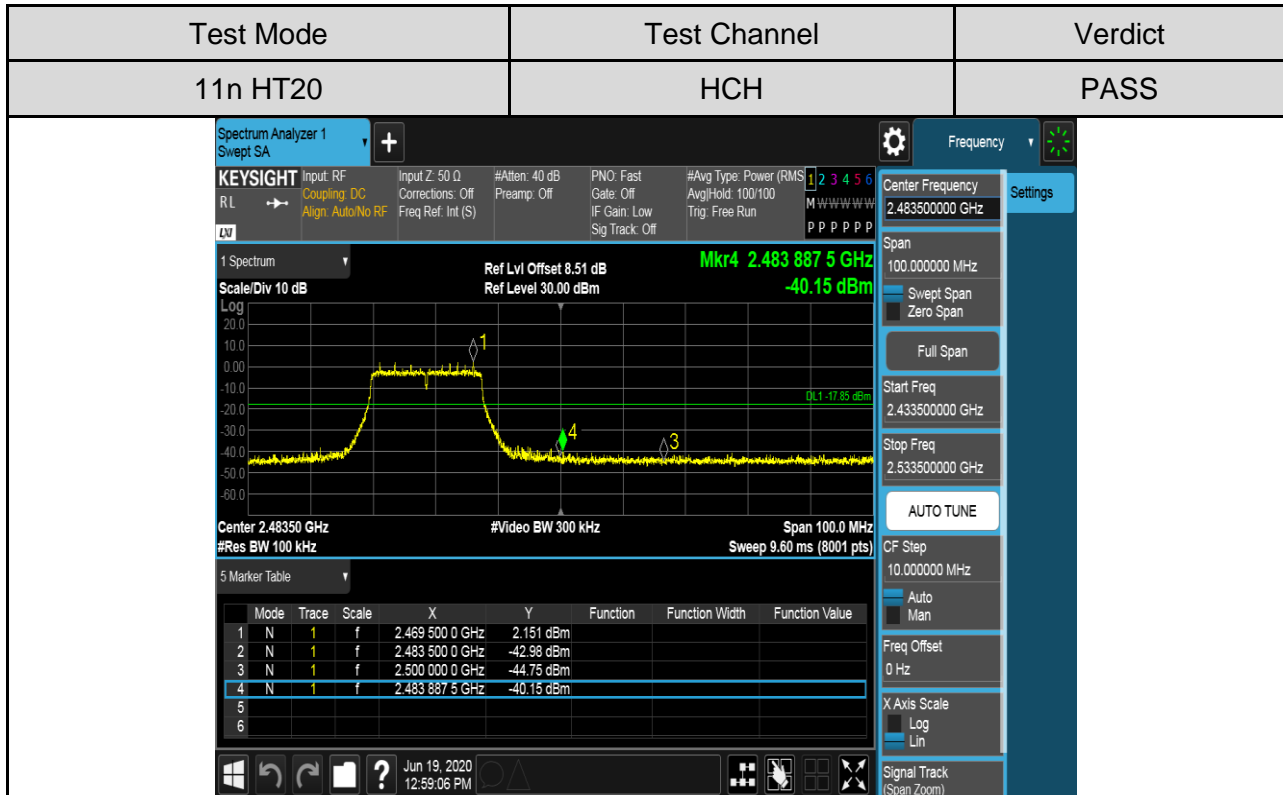 Test Mode Test Channel Verdict
11n HT20 HCH PASS
Spectrum Analyzer 1
Swept SA
+
Frequency
KEYSIGHT Input: RF Input Z: 50 Ω #Atten: 40 dB PNO: Fast #Avg Type: Power (RMS 1 2 3 4 5 6
RL Coupling: DC Corrections: Off Preamp: Off Gate: Off Avg|Hold: 100/100 M W W W W W
Align: Auto/No RF Freq Ref: Int (S) IF Gain: Low Trig: Free Run
LXI Sig Track: Off P P P P P P
1 Spectrum
Ref Lvl Offset 8.51 dB Mkr4 2.483 887 5 GHz
Scale/Div 10 dB Ref Level 30.00 dBm -40.15 dBm
Log
20.0
10.0
0.00
-10.0
-20.0
-30.0
-40.0
-50.0
-60.0
1
DL1 -17.85 dBm
4
3
Center 2.48350 GHz #Video BW 300 kHz Span 100.0 MHz
#Res BW 100 kHz Sweep 9.60 ms (8001 pts)
5 Marker Table
Mode Trace Scale X Y Function Function Width Function Value
1 N 1 f 2.469 500 0 GHz 2.151 dBm
2 N 1 f 2.483 500 0 GHz -42.98 dBm
3 N 1 f 2.500 000 0 GHz -44.75 dBm
4 N 1 f 2.483 887 5 GHz -40.15 dBm
5
6
?
Jun 19, 2020
12:59:06 PM
Center Frequency
2.483500000 GHz
Settings
Span
100.000000 MHz
Swept Span
Zero Span
Full Span
Start Freq
2.433500000 GHz
Stop Freq
2.533500000 GHz
AUTO TUNE
CF Step
10.000000 MHz
Auto
Man
Freq Offset
0 Hz
X Axis Scale
Log
Lin
Signal Track
(Span Zoom)